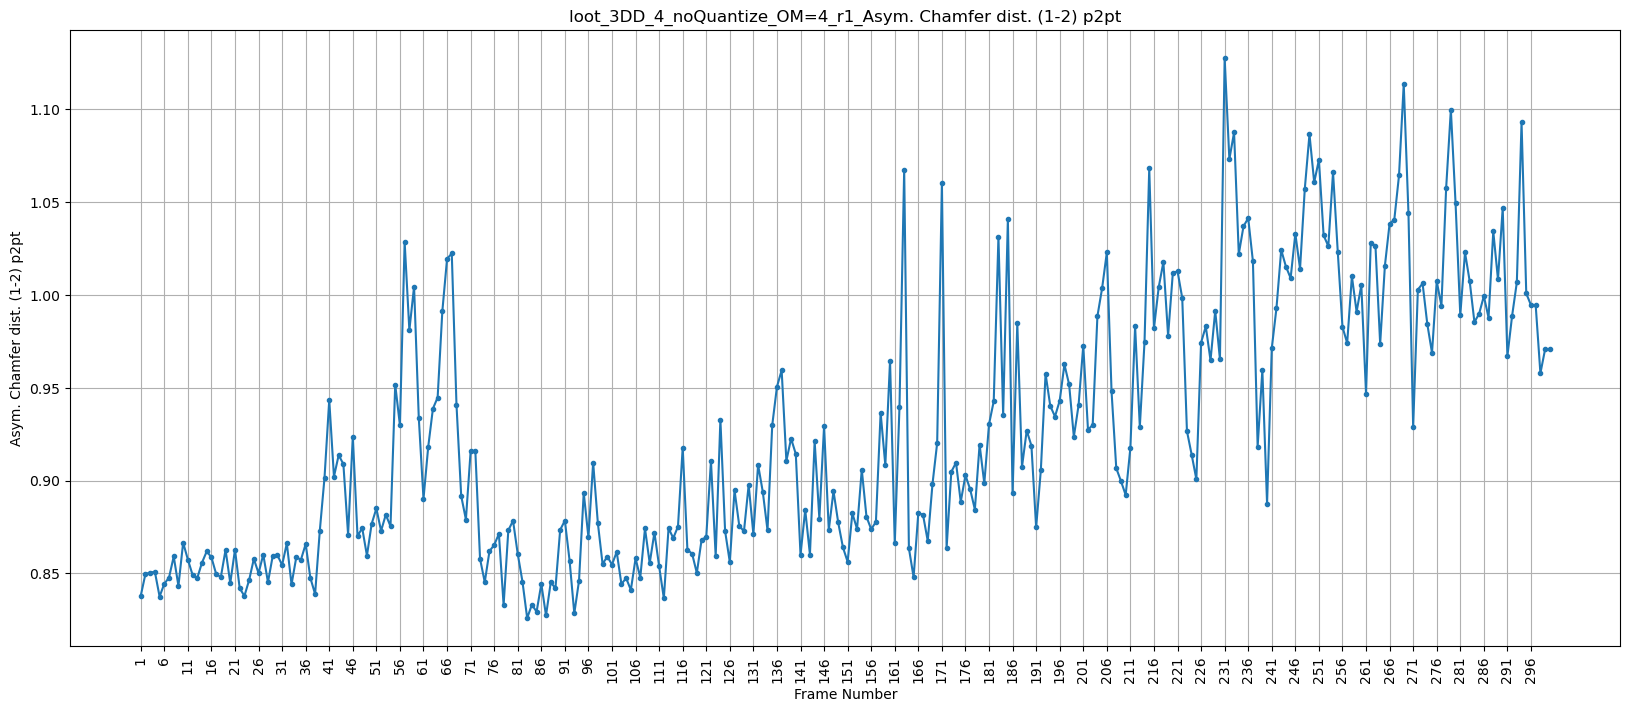 loot_3DD_4_noQuantize_OM=4_r1_Asym. Chamfer dist. (1-2) p2pt
Asym. Chamfer dist. (1-2) p2pt
1.10
1.05
1.00
0.95
0.90
0.85
1 6 11 16 21 26 31 36 41 46 51 56 61 66 71 76 81 86 91 96 101 106 111 116 121 126 131 136 141 146 151 156 161 166 171 176 181 186 191 196 201 206 211 216 221 226 231 236 241 246 251 256 261 266 271 276 281 286 291 296
Frame Number